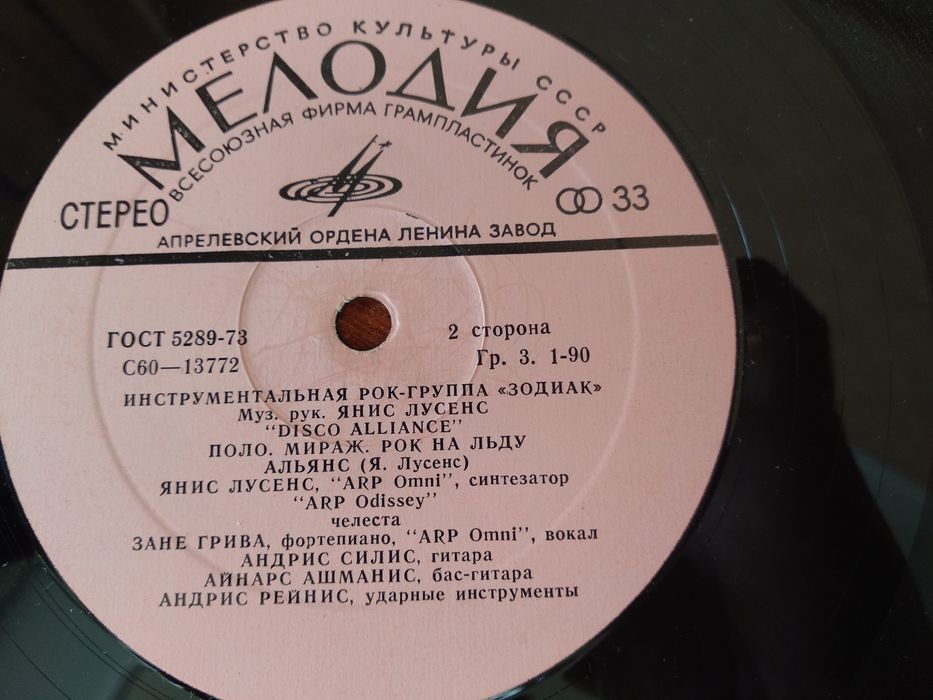 МИНИСТЕРСТВО КУЛЬТУРЫ СССР
МЕЛОДИЯ
ВСЕСОЮЗНАЯ ФИРМА ГРАМПЛАСТИНОК
СТЕРЕО
33
АПРЕЛЕВСКИЙ ОРДЕНА ЛЕНИНА ЗАВОД
ГОСТ 5289-73
2 сторона
С60—13772
Гр. 3. 1-90
ИНСТРУМЕНТАЛЬНАЯ РОК-ГРУППА «ЗОДИАК»
Муз. рук. ЯНИС ЛУСЕНС
"DISCO ALLIANCE"
ПОЛО. МИРАЖ. РОК НА ЛЬДУ
АЛЬЯНС (Я. Лусенс)
ЯНИС ЛУСЕНС, "ARP Omni", синтезатор
"ARP Odissey"
челеста
ЗАНЕ ГРИВА, фортепиано, "ARP Omni", вокал
АНДРИС СИЛИС, гитара
АЙНАРС АШМАНИС, бас-гитара
АНДРИС РЕЙНИС, ударные инструменты